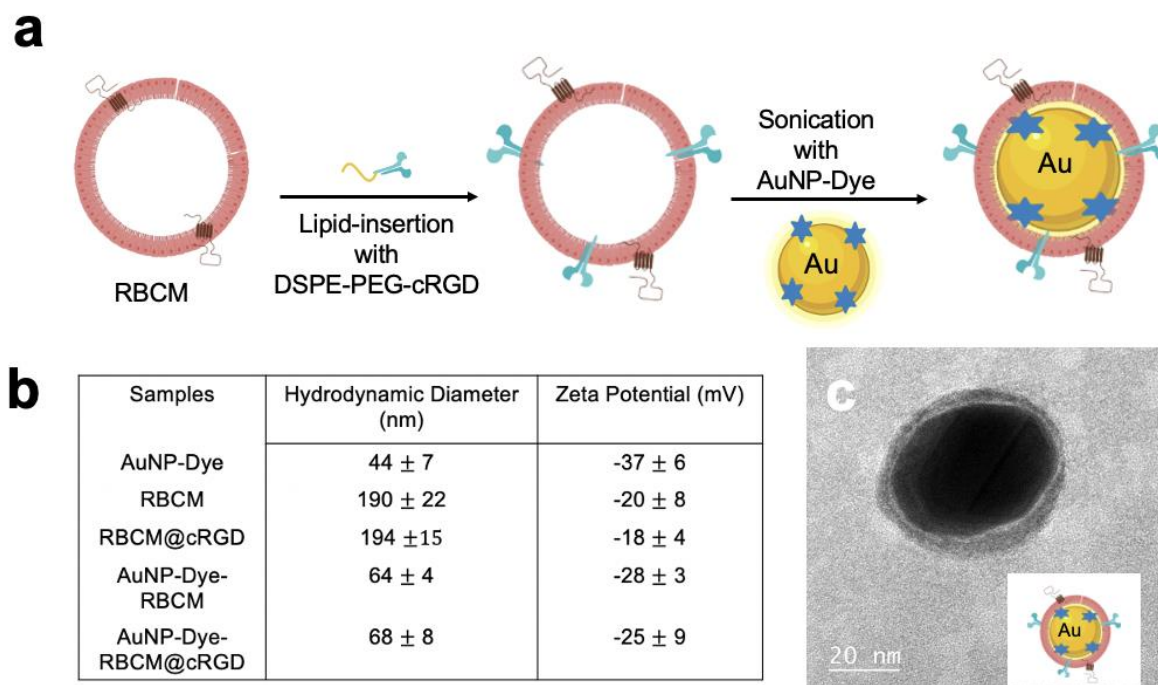 a
RBCM
Lipid-insertion
with
DSPE-PEG-cRGD
Sonication
with
AuNP-Dye
Au
Au
b
Samples
Hydrodynamic Diameter
(nm)
Zeta Potential (mV)
AuNP-Dye
44 ± 7
-37 ± 6
RBCM
190 ± 22
-20 ± 8
RBCM@cRGD
194 ±15
-18 ± 4
AuNP-Dye-
RBCM
64 ± 4
-28 ± 3
AuNP-Dye-
RBCM@cRGD
68 ± 8
-25 ± 9
c
20 nm
Au